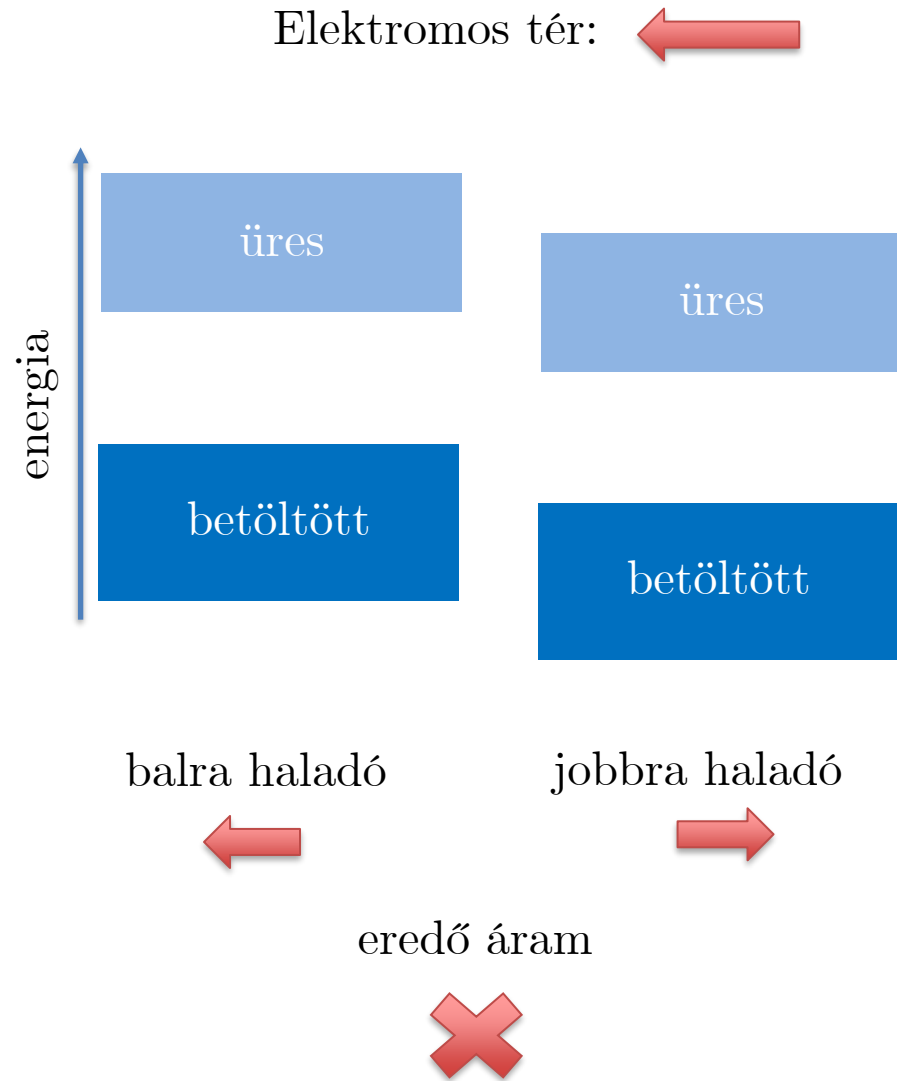 Elektromos tér:
energia
üres
üres
betöltött
betöltött
balra haladó
jobbra haladó
eredő áram